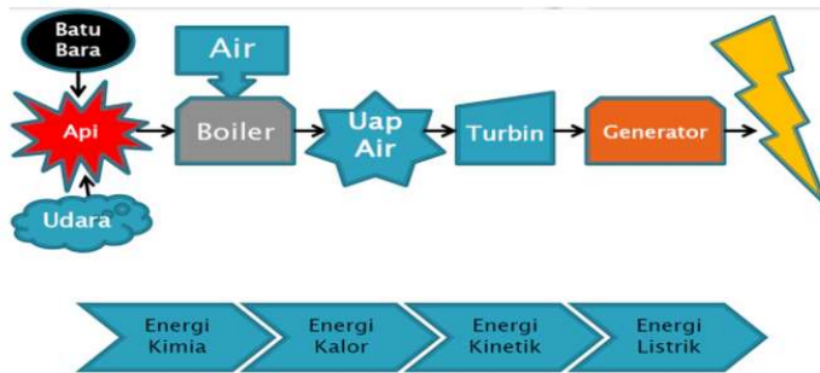 Batu
Bara
Air
Api
Boiler
Uap
Air
Turbin
Generator
Udara
Energi
Kimia
Energi
Kalor
Energi
Kinetik
Energi
Listrik